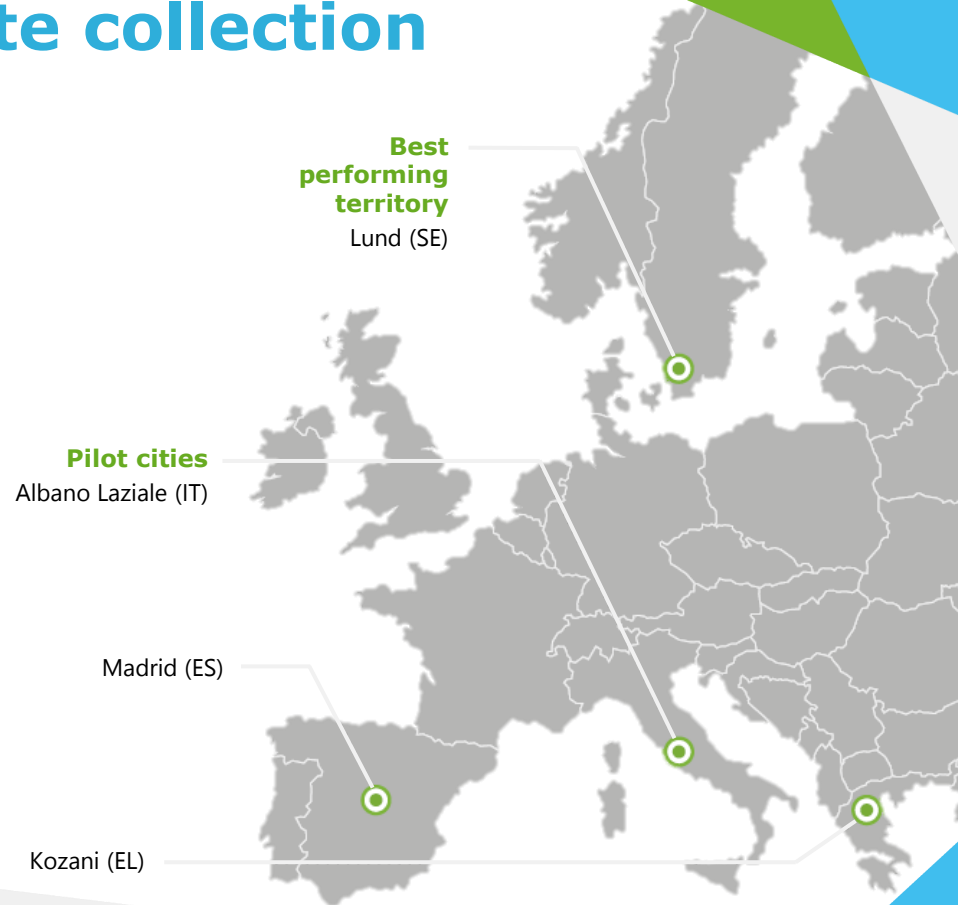 te collection
Best
performing
territory
Lund (SE)
Pilot cities
Albano Laziale (IT)
Madrid (ES)
Kozani (EL)